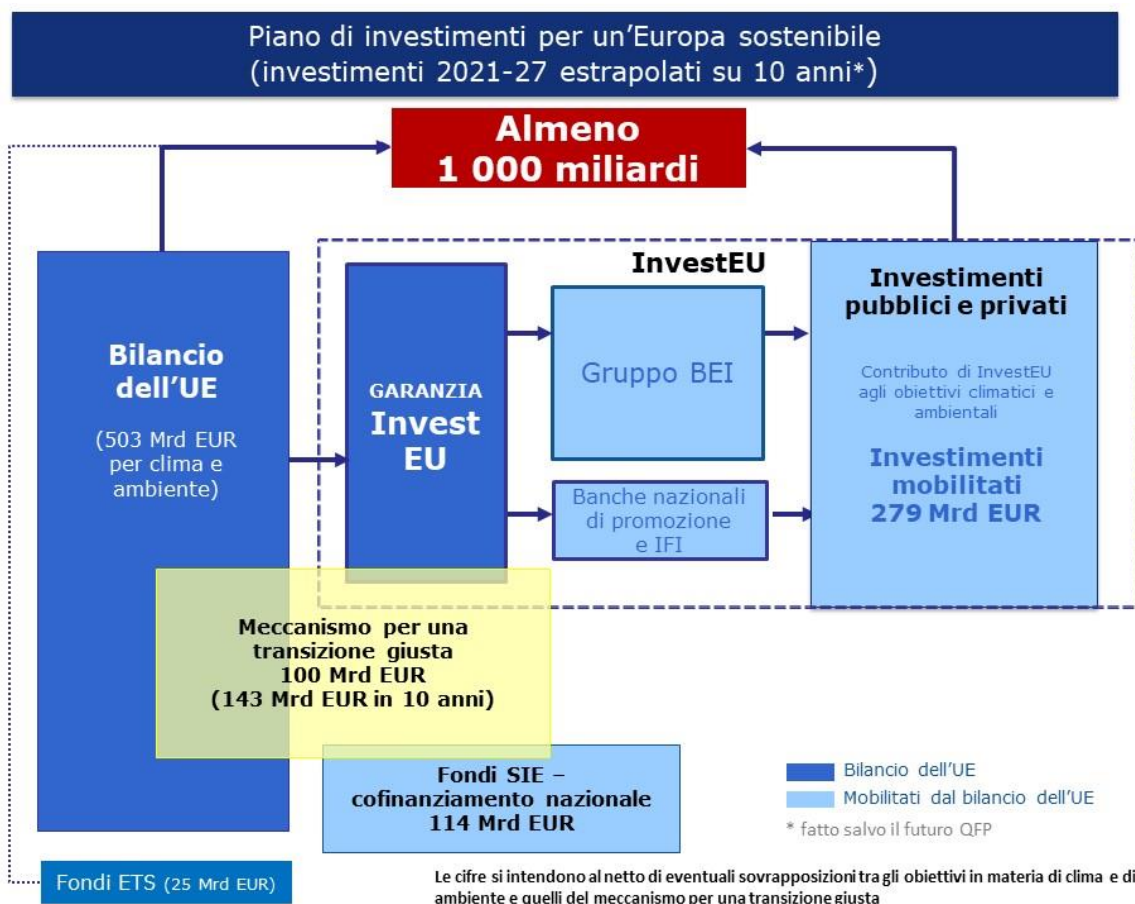 Piano di investimenti per un'Europa sostenibile
(investimenti 2021-27 estrapolati su 10 anni*)
Almeno
1 000 miliardi
Bilancio
dell'UE
(503 Mrd EUR
per clima e
ambiente)
GARANZIA
Invest
EU
InvestEU
Gruppo BEI
Banche nazionali
di promozione
e IFI
Investimenti
pubblici e privati
Contributo di InvestEU
agli obiettivi climatici e
ambientali
Investimenti
mobilitati
279 Mrd EUR
Meccanismo per una
transizione giusta
100 Mrd EUR
(143 Mrd EUR in 10 anni)
Fondi SIE –
cofinanziamento nazionale
114 Mrd EUR
Bilancio dell'UE
Mobilitati dal bilancio dell'UE
* fatto salvo il futuro QFP
Fondi ETS (25 Mrd EUR)
Le cifre si intendono al netto di eventuali sovrapposizioni tra gli obiettivi in materia di clima e di
ambiente e quelli del meccanismo per una transizione giusta